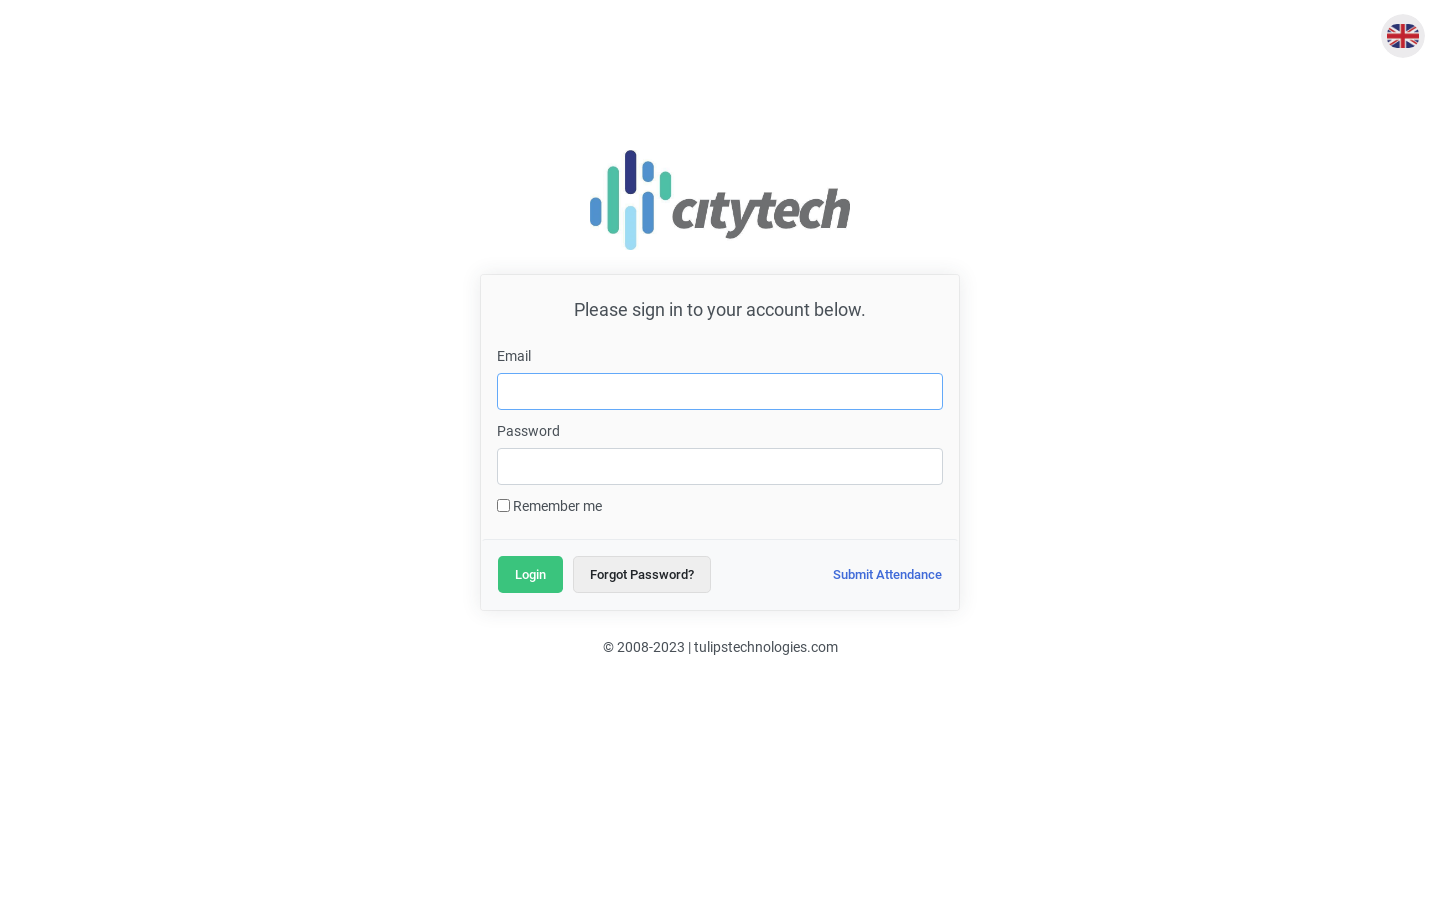 citytech
Please sign in to your account below.
Email
Password
Remember me
Login
Forgot Password?
Submit Attendance
© 2008-2023 | tulipstechnologies.com